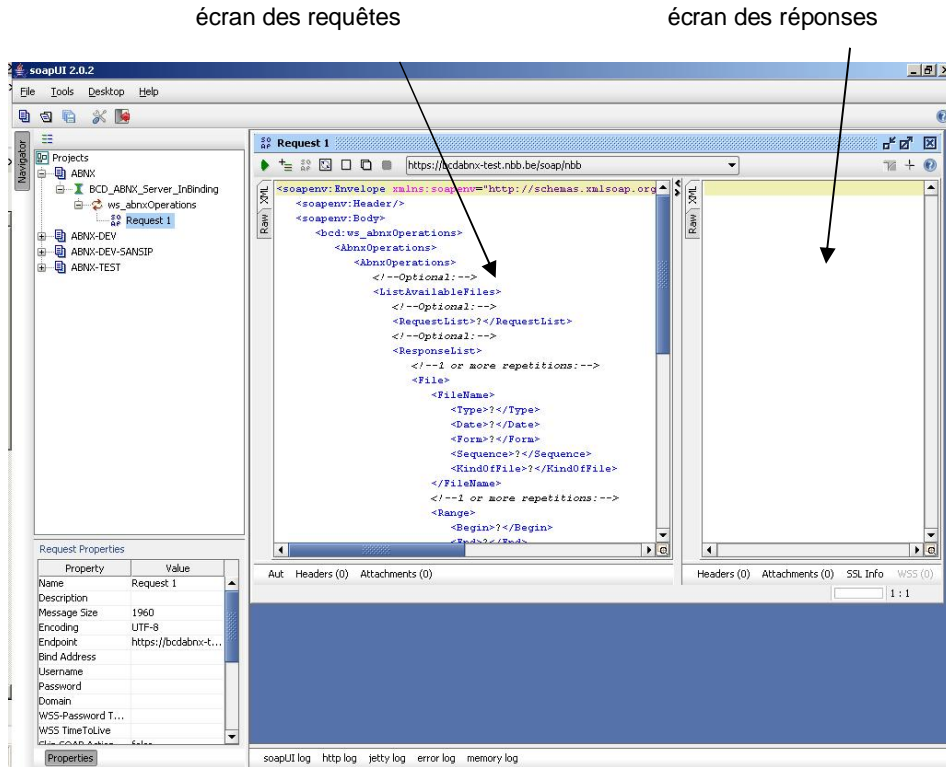 écran des requêtes
écran des réponses
soapUI 2.0.2
File Tools Desktop Help
Navigator
Projects
ABNX
BCD_ABNX_Server_InBinding
ws_abnxOperations
Request 1
ABNX-DEV
ABNX-DEV-SANSIP
ABNX-TEST
Request 1
https://bcdabnx-test.nbb.be/soap/nbb
XML
Raw
<soapenv:Envelope xmlns:soapenv="http://schemas.xmlsoap.org
<soapenv:Header/>
<soapenv:Body>
<bcd:ws_abnxOperations>
<AbnxOperations>
<AbnxOperations>
<!--Optional:-->
<ListAvailableFiles>
<!--Optional:-->
<RequestList>?</RequestList>
<!--Optional:-->
<ResponseList>
<!--1 or more repetitions:-->
<File>
<FileName>
<Type>?</Type>
<Date>?</Date>
<Form>?</Form>
<Sequence>?</Sequence>
<KindOfFile>?</KindOfFile>
</FileName>
<!--1 or more repetitions:-->
<Range>
<Begin>?</Begin>
<End>?</End>
XML
Raw
Aut Headers (0) Attachments (0)
Headers (0) Attachments (0) SSL Info WSS (0)
1 : 1
Request Properties
Property Value
Name Request 1
Description
Message Size 1960
Encoding UTF-8
Endpoint https://bcdabnx-t...
Bind Address
Username
Password
Domain
WSS-Password T...
WSS TimeToLive
Skip SOAP Action false
Properties
soapUI log http log jetty log error log memory log